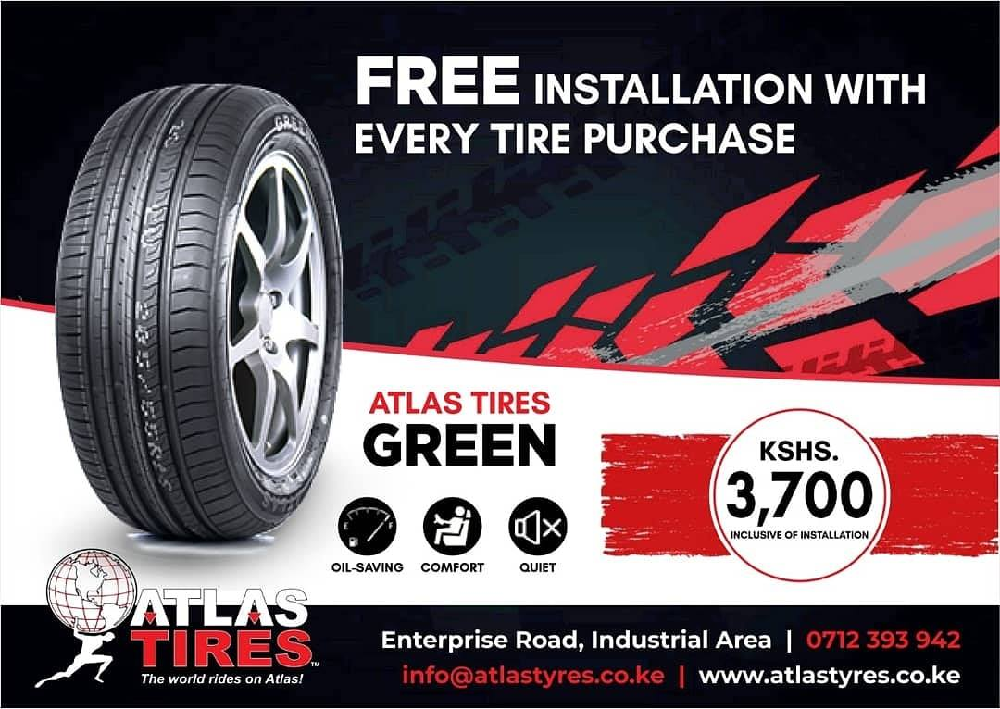 FREE INSTALLATION WITH
EVERY TIRE PURCHASE
GREEN
ATLAS TIRES
GREEN
E F
OIL-SAVING COMFORT QUIET
KSHS.
3,700
INCLUSIVE OF INSTALLATION
ATLAS
TIRES™
The world rides on Atlas!
Enterprise Road, Industrial Area | 0712 393 942
info@atlastyres.co.ke | www.atlastyres.co.ke